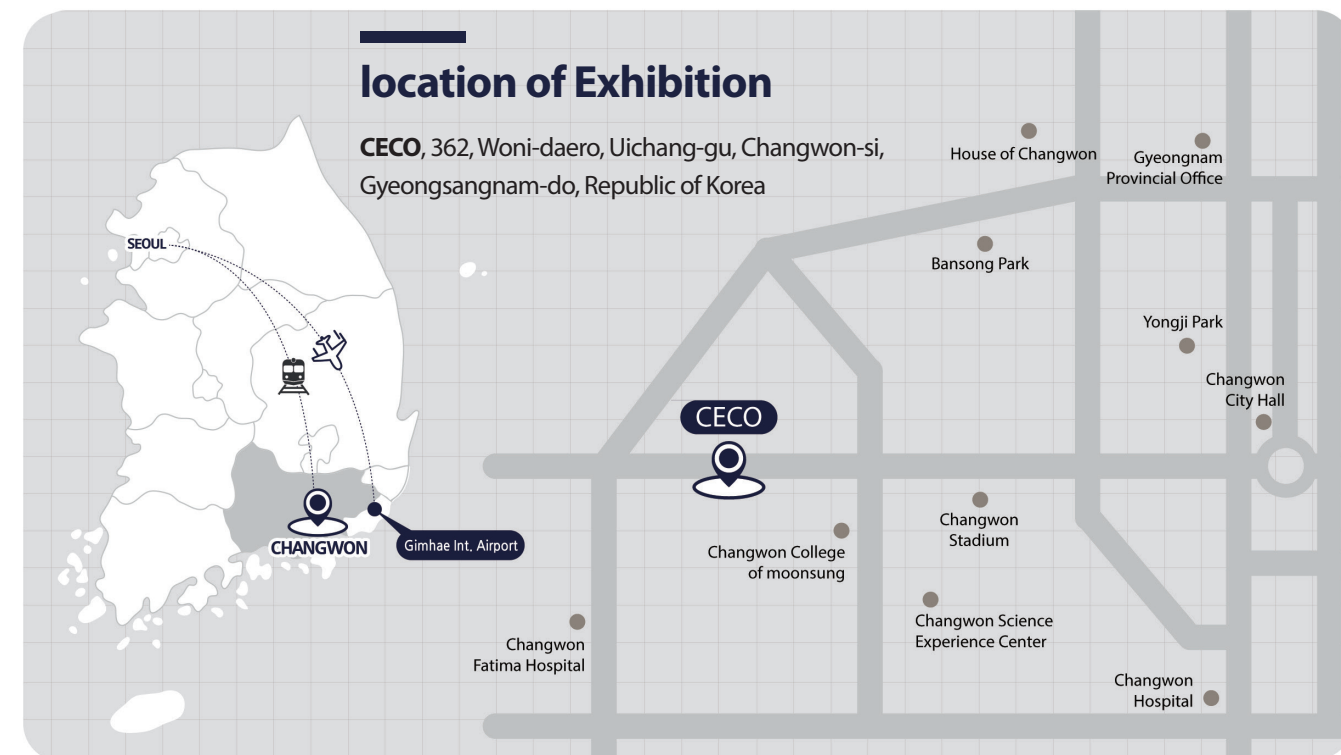 location of Exhibition
CECO, 362, Woni-daero, Uichang-gu, Changwon-si,
Gyeongsangnam-do, Republic of Korea
SEOUL
CHANGWON
Gimhae Int. Airport
House of Changwon
Gyeongnam
Provincial Office
Bansong Park
Yongji Park
Changwon
City Hall
CECO
Changwon
Stadium
Changwon College
of moonsung
Changwon Science
Experience Center
Changwon
Fatima Hospital
Changwon
Hospital